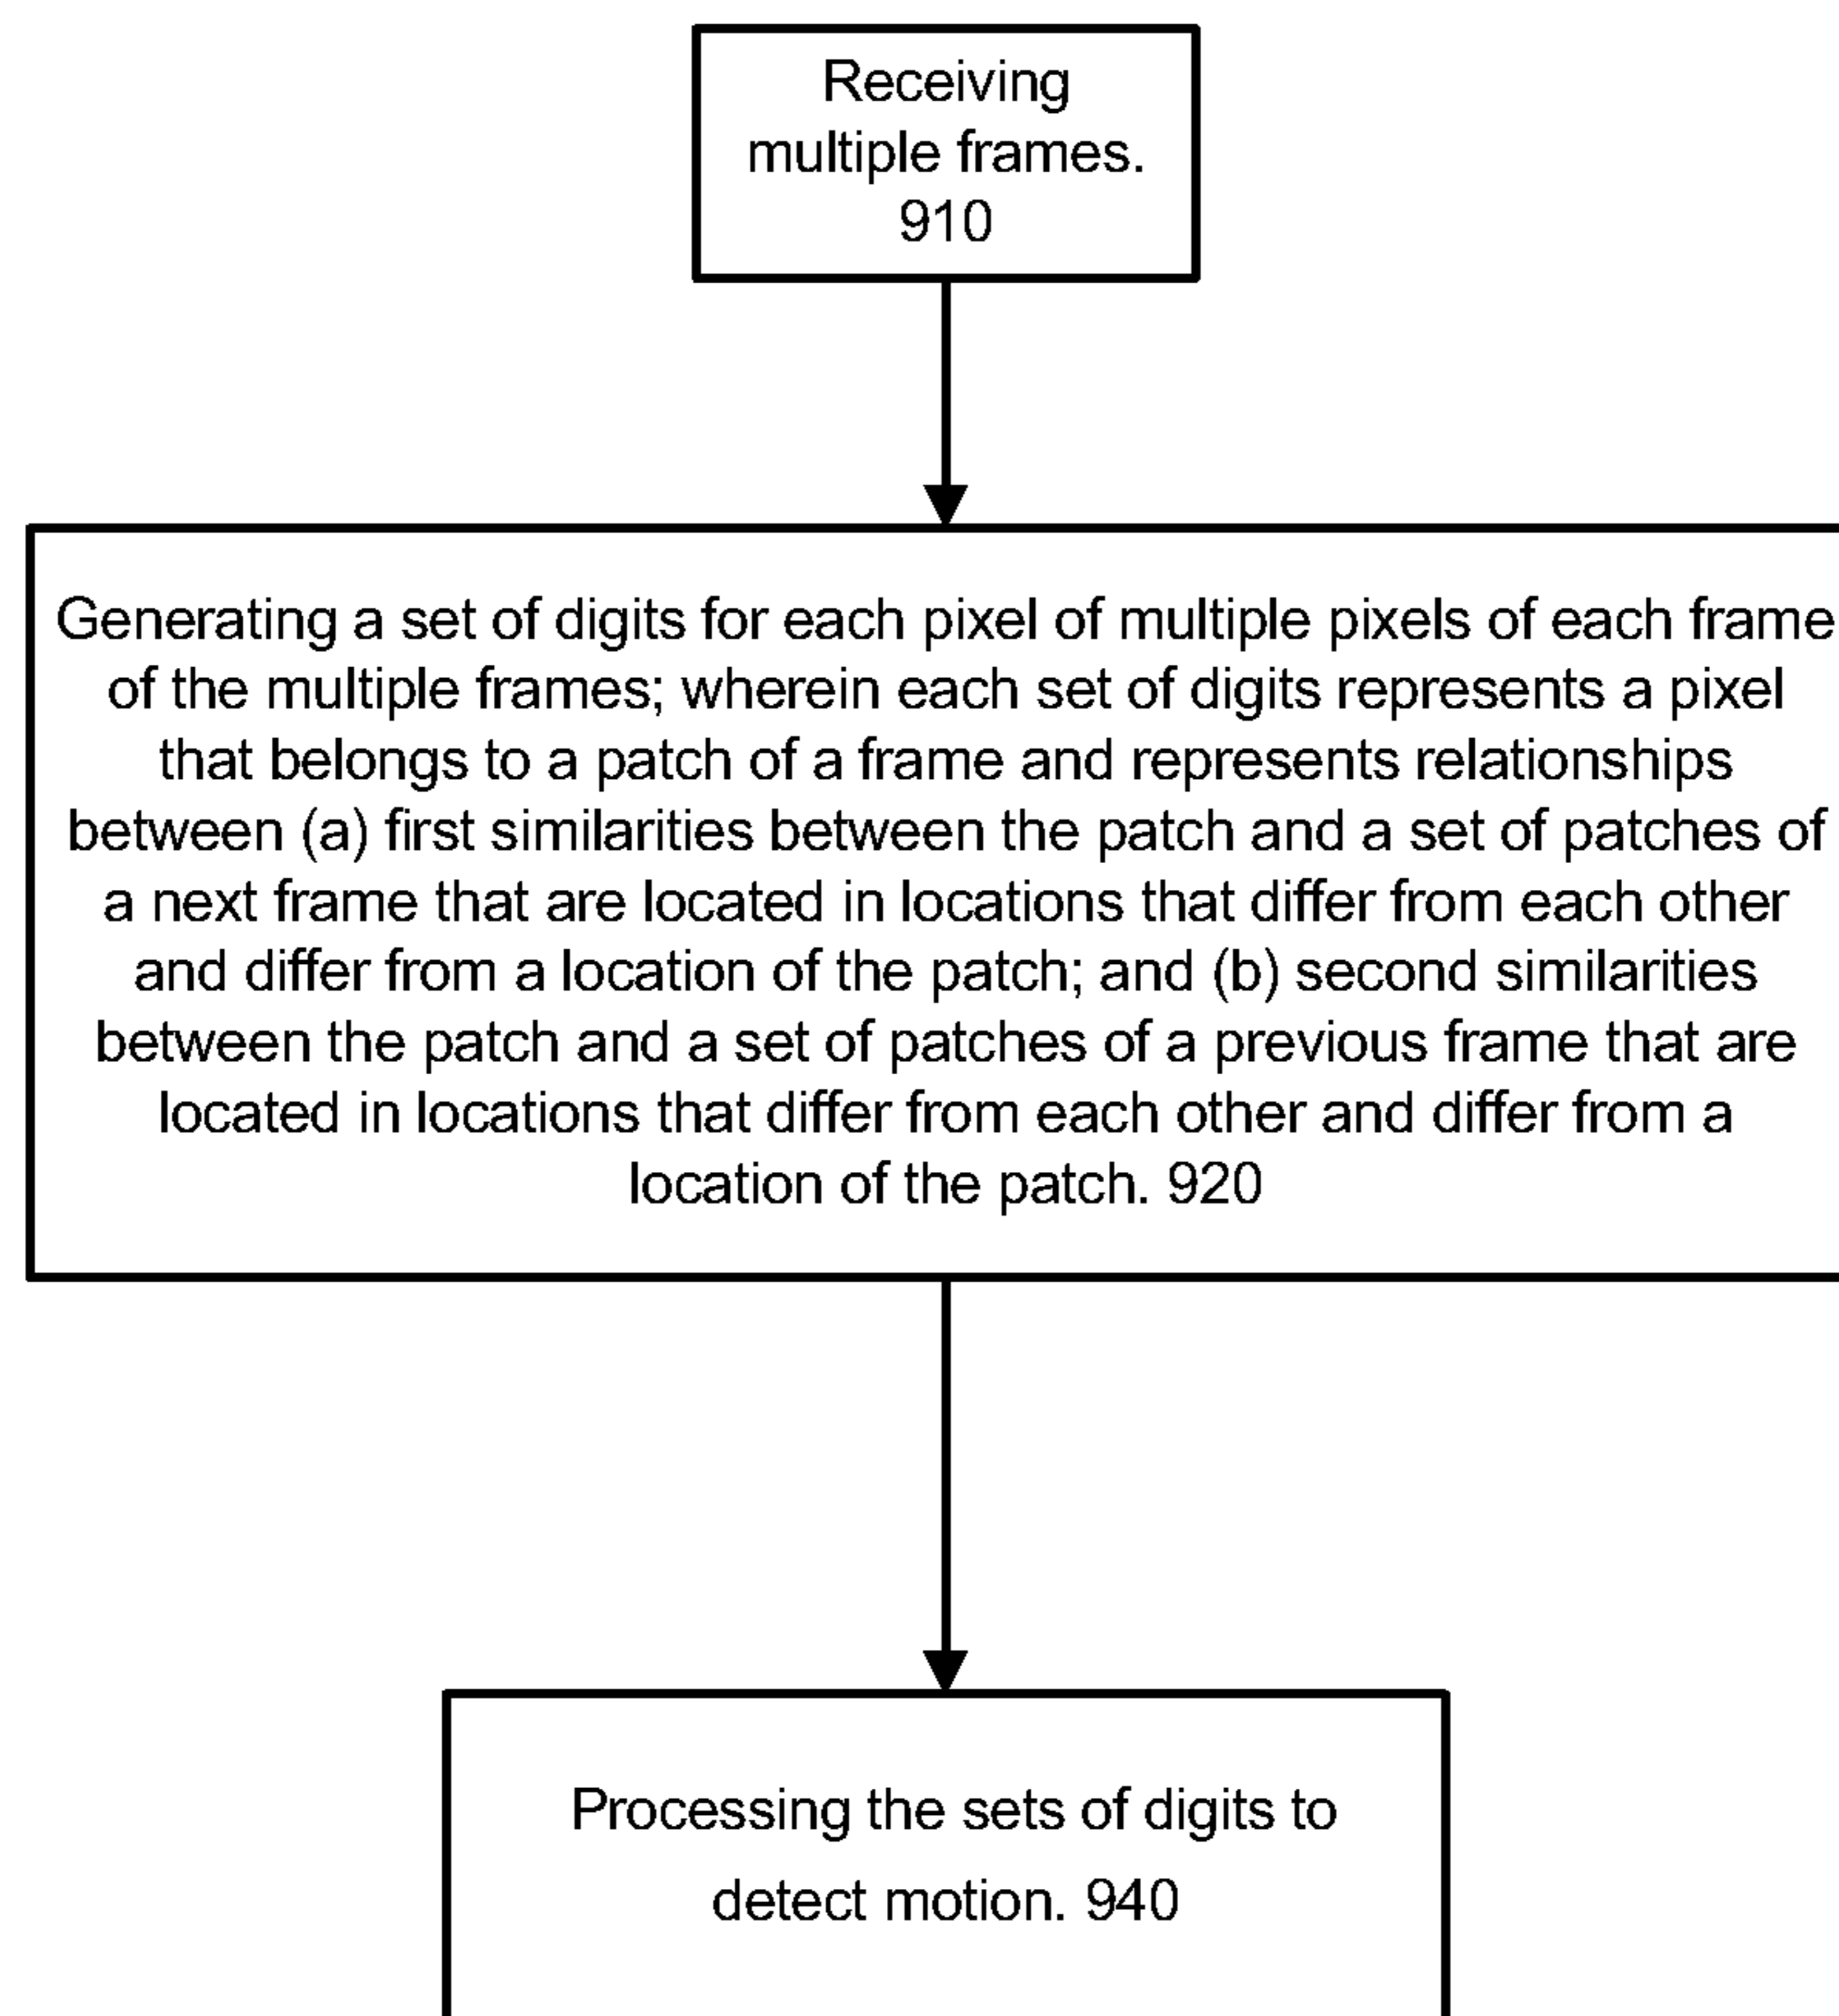 Receiving
multiple frames.
910
Generating a set of digits for each pixel of multiple pixels of each frame
of the multiple frames; wherein each set of digits represents a pixel
that belongs to a patch of a frame and represents relationships
between (a) first similarities between the patch and a set of patches of
a next frame that are located in locations that differ from each other
and differ from a location of the patch; and (b) second similarities
between the patch and a set of patches of a previous frame that are
located in locations that differ from each other and differ from a
location of the patch. 920
Processing the sets of digits to
detect motion. 940